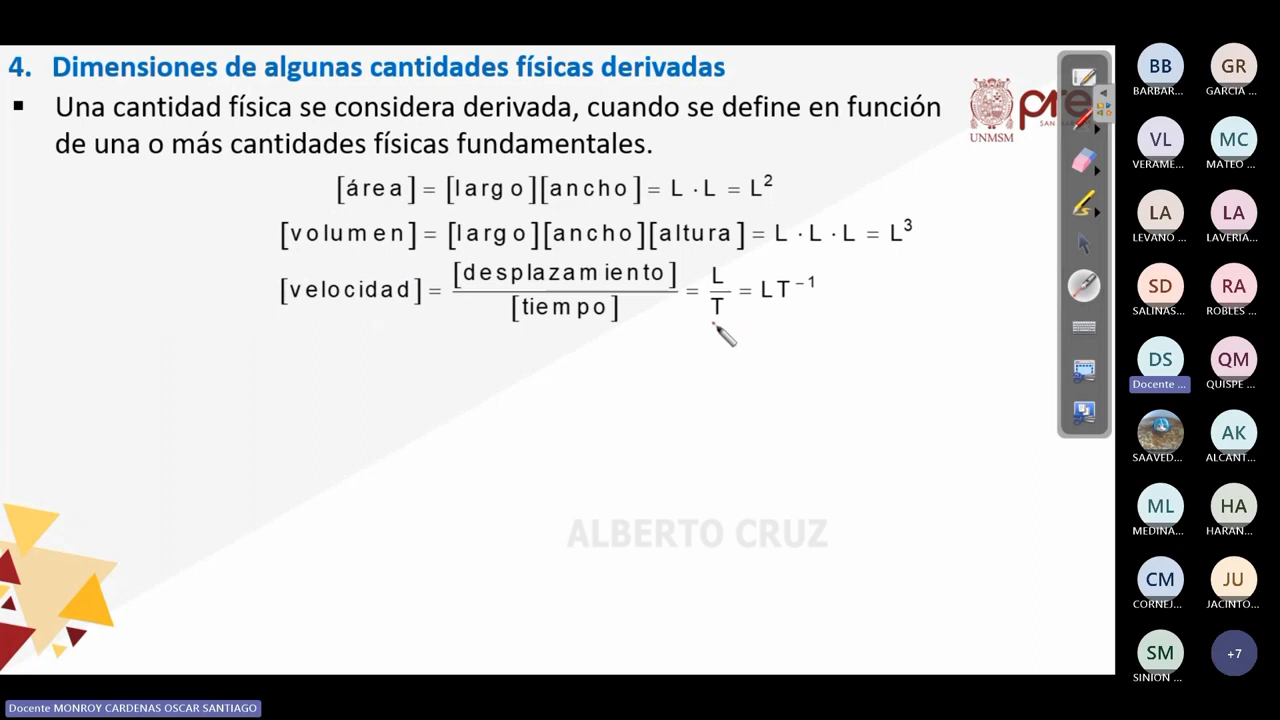 4. Dimensiones de algunas cantidades físicas derivadas
▪ Una cantidad física se considera derivada, cuando se define en función
de una o más cantidades físicas fundamentales.
[área] = [largo][ancho] = L · L = L²
[volumen] = [largo][ancho][altura] = L · L · L = L³
[velocidad] = [desplazamiento] / [tiempo] = L / T = LT⁻¹
ALBERTO CRUZ
UNMSM
pre
BB
BARBAR...
GR
GARCIA ...
VL
VERAME...
MC
MATEO ...
LA
LEVANO ...
LA
LAVERIA...
SD
SALINAS...
RA
ROBLES ...
DS
Docente ...
QM
QUISPE ...
SAAVED...
AK
ALCANT...
ML
MEDINA...
HA
HARAN...
CM
CORNEJ...
JU
JACINTO...
SM
SINION ...
+7
Docente MONROY CARDENAS OSCAR SANTIAGO